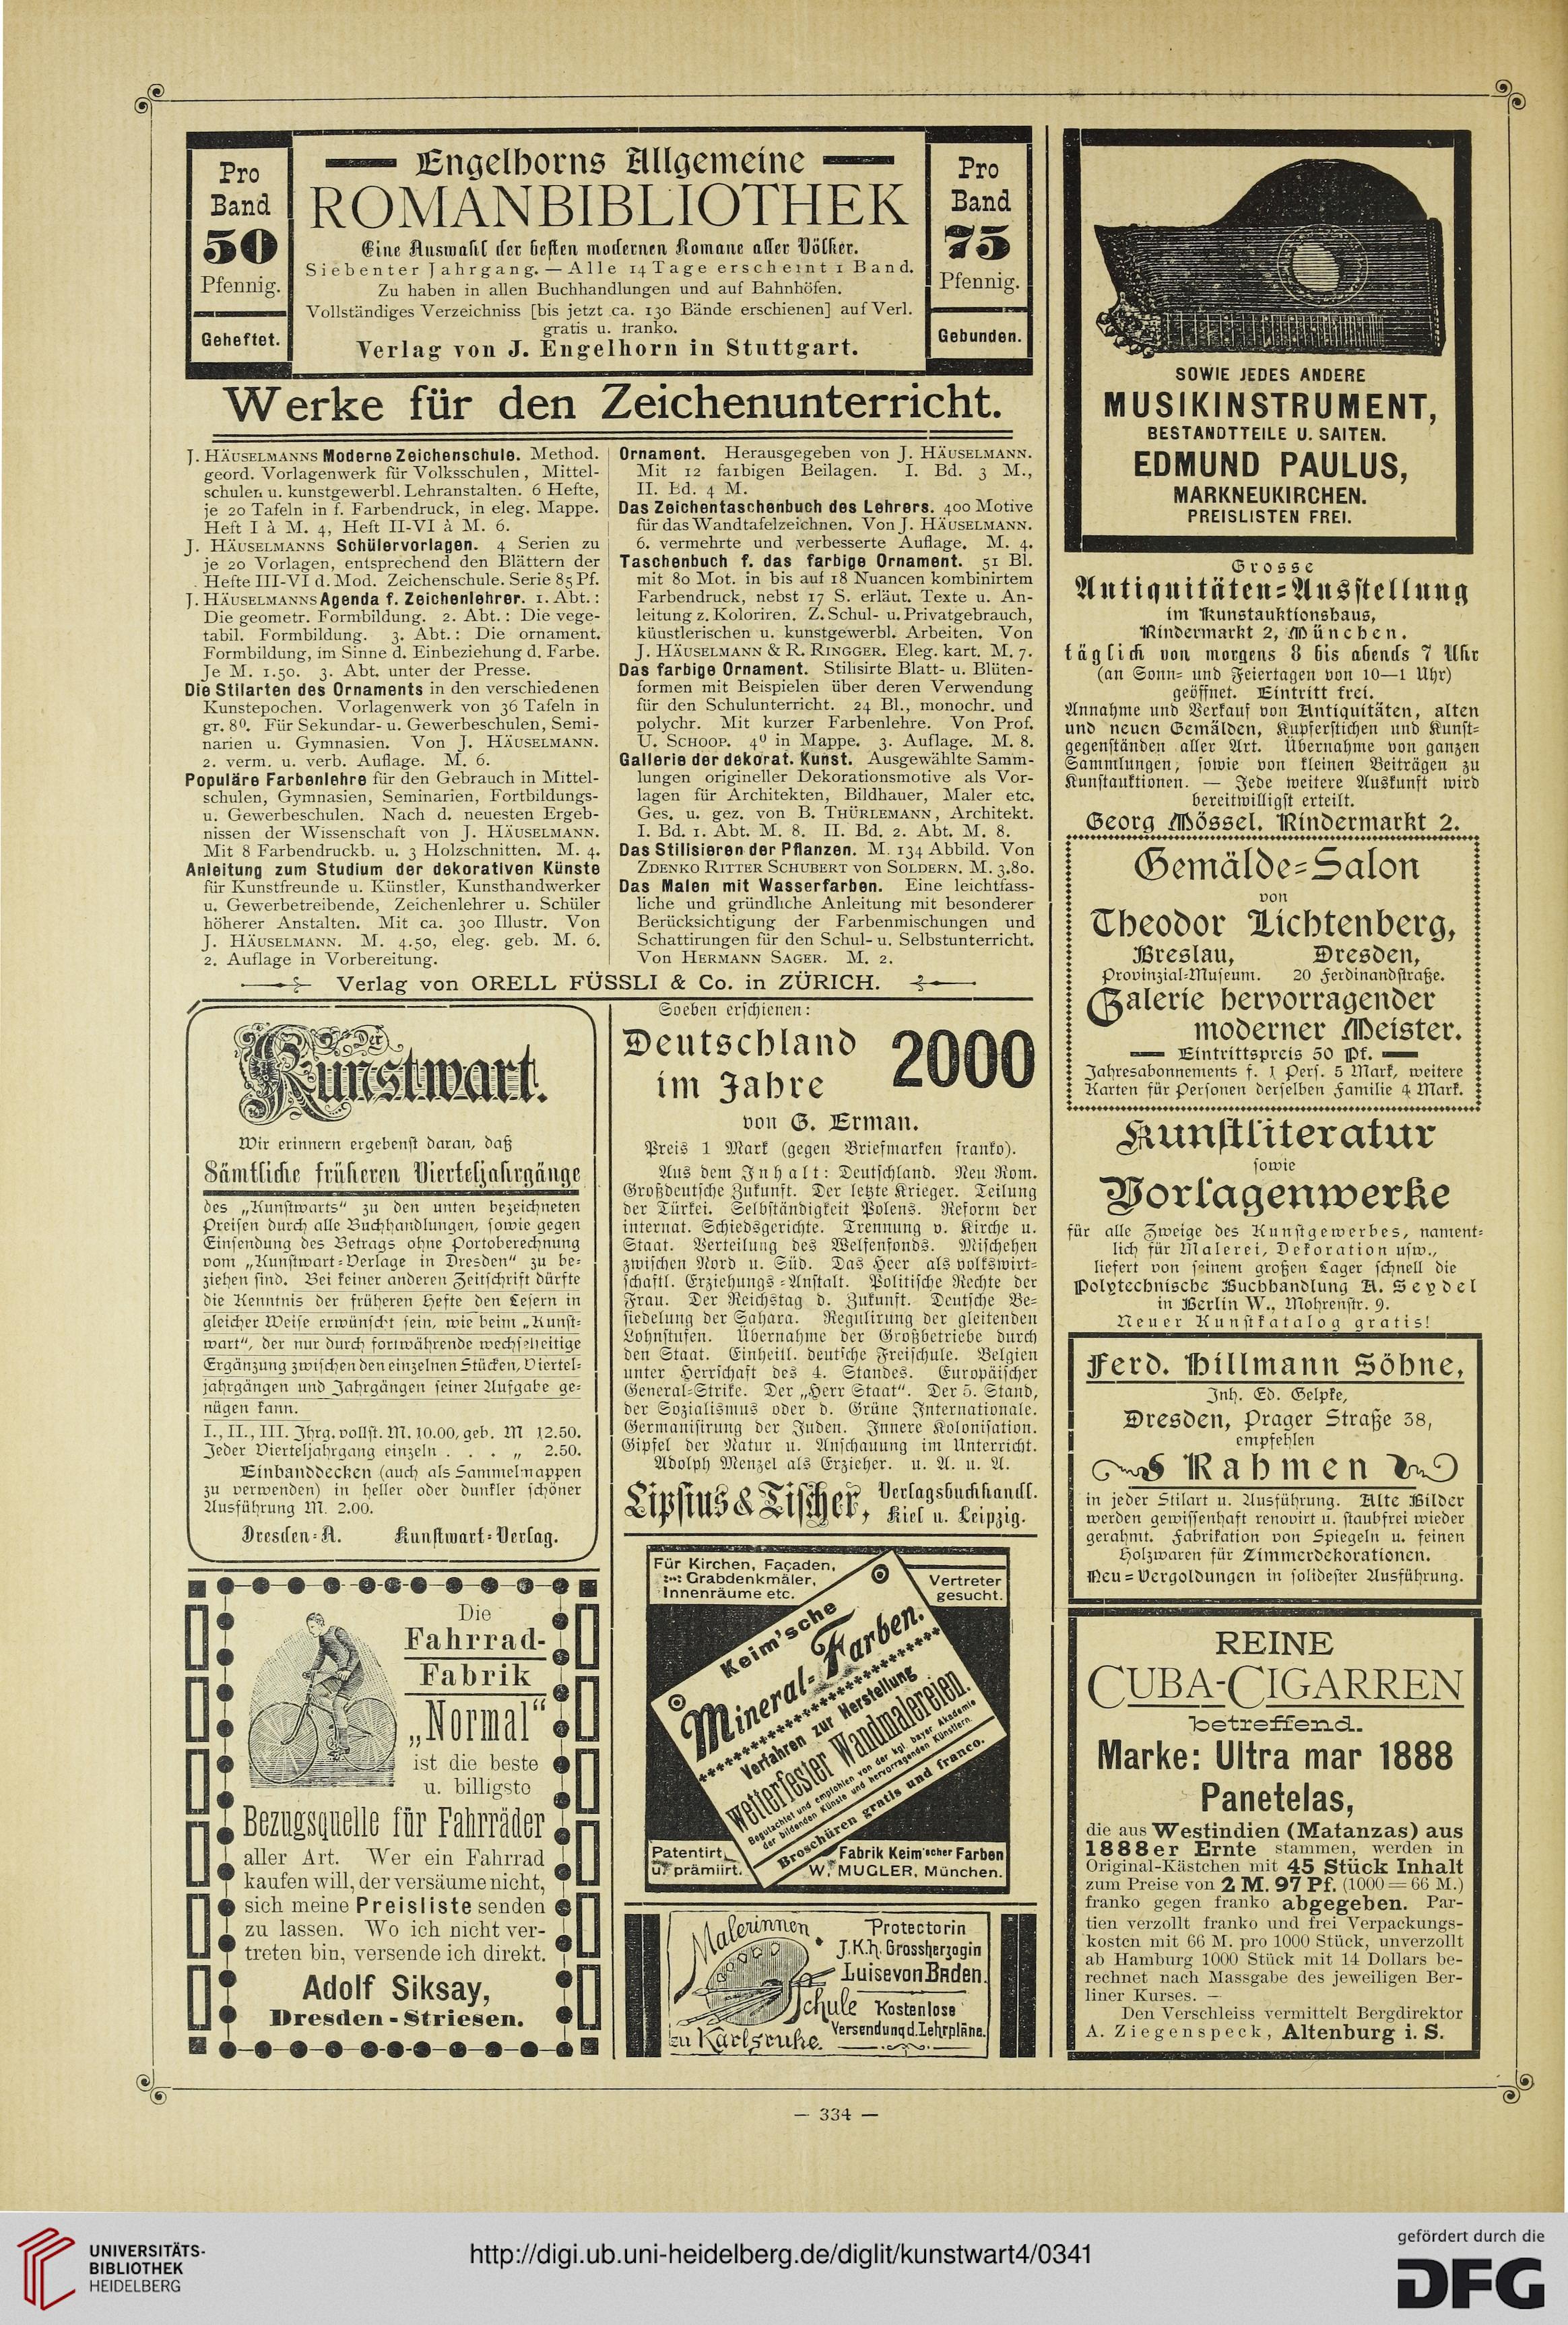 Pro
Band
50
Pfennig.
Geheftet.
Engelhorns Allgemeine
ROMANBIBLIOTHEK
Eine Auswahl der besten modernen Romane aller Völker.
Siebenter Jahrgang. — Alle 14 Tage erscheint 1 Band.
Zu haben in allen Buchhandlungen und auf Bahnhöfen.
Vollständiges Verzeichniss [bis jetzt ca. 130 Bände erschienen] auf Verl.
gratis u. franko.
Verlag von J. Engelhorn in Stuttgart.
Pro
Band
75
Pfennig.
Gebunden.
Werke für den Zeichenunterricht.
J. HÄUSELMANNS Moderne Zeichenschule. Method.
geord. Vorlagenwerk für Volksschulen, Mittel-
schulen u. kunstgewerbl. Lehranstalten. 6 Hefte,
je 20 Tafeln in f. Farbendruck, in eleg. Mappe.
Heft I à M. 4, Heft II-VI à M. 6.
J. HÄUSELMANNS Schülervorlagen. 4 Serien zu
je 20 Vorlagen, entsprechend den Blättern der
Hefte III-VI d. Mod. Zeichenschule. Serie 85 Pf.
J. HÄUSELMANNS Agenda f. Zeichenlehrer. 1. Abt.:
Die geometr. Formbildung. 2. Abt.: Die vege-
tabil. Formbildung. 3. Abt.: Die ornament.
Formbildung, im Sinne d. Einbeziehung d. Farbe.
Je M. 1.50. 3. Abt. unter der Presse.
Die Stilarten des Ornaments in den verschiedenen
Kunstepochen. Vorlagenwerk von 36 Tafeln in
gr. 8⁰. Für Sekundar- u. Gewerbeschulen, Semi-
narien u. Gymnasien. Von J. HÄUSELMANN.
2. verm. u. verb. Auflage. M. 6.
Populäre Farbenlehre für den Gebrauch in Mittel-
schulen, Gymnasien, Seminarien, Fortbildungs-
u. Gewerbeschulen. Nach d. neuesten Ergeb-
nissen der Wissenschaft von J. HÄUSELMANN.
Mit 8 Farbendruckb. u. 3 Holzschnitten. M. 4.
Anleitung zum Studium der dekorativen Künste
für Kunstfreunde u. Künstler, Kunsthandwerker
u. Gewerbetreibende, Zeichenlehrer u. Schüler
höherer Anstalten. Mit ca. 300 Illustr. Von
J. HÄUSELMANN. M. 4.50, eleg. geb. M. 6.
2. Auflage in Vorbereitung.
Ornament. Herausgegeben von J. HÄUSELMANN.
Mit 12 farbigen Beilagen. I. Bd. 3 M.,
II. Bd. 4 M.
Das Zeichentaschenbuch des Lehrers. 400 Motive
für das Wandtafelzeichnen. Von J. HÄUSELMANN.
6. vermehrte und verbesserte Auflage. M. 4.
Taschenbuch f. das farbige Ornament. 51 Bl.
mit 80 Mot. in bis auf 18 Nuancen kombinirtem
Farbendruck, nebst 17 S. erläut. Texte u. An-
leitung z. Koloriren. Z. Schul- u. Privatgebrauch,
küustlerischen u. kunstgewerbl. Arbeiten. Von
J. HÄUSELMANN & R. RINGGER. Eleg. kart. M. 7.
Das farbige Ornament. Stilisirte Blatt- u. Blüten-
formen mit Beispielen über deren Verwendung
für den Schulunterricht. 24 Bl., monochr. und
polychr. Mit kurzer Farbenlehre. Von Prof.
U. SCHOOP. 4⁰ in Mappe. 3. Auflage. M. 8.
Gallerie der dekorat. Kunst. Ausgewählte Samm-
lungen origineller Dekorationsmotive als Vor-
lagen für Architekten, Bildhauer, Maler etc.
Ges. u. gez. von B. THÜRLEMANN, Architekt.
I. Bd. 1. Abt. M. 8. II. Bd. 2. Abt. M. 8.
Das Stilisieren der Pflanzen. M. 134 Abbild. Von
ZDENKO RITTER SCHUBERT von SOLDERN. M. 3.80.
Das Malen mit Wasserfarben. Eine leichtfass-
liche und gründliche Anleitung mit besonderer
Berücksichtigung der Farbenmischungen und
Schattirungen für den Schul- u. Selbstunterricht.
Von HERMANN SAGER. M. 2.
Verlag von ORELL FÜSSLI & Co. in ZÜRICH.
Der
Kunstwart.
Wir erinnern ergebenst daran, daß
Sämtliche früheren Vierteljahrgänge
des „Kunstwarts“ zu den unten bezeichneten
Preisen durch alle Buchhandlungen, sowie gegen
Einsendung des Betrags ohne Portoberechnung
vom „Kunstwart-Verlage in Dresden“ zu be-
ziehen sind. Bei keiner anderen Zeitschrift dürfte
die Kenntnis der früheren Hefte den Lesern in
gleicher Weise erwünscht sein, wie beim „Kunst-
wart“, der nur durch fortwährende wechselseitige
Ergänzung zwischen den einzelnen Stücken, Viertel-
jahrgängen und Jahrgängen seiner Aufgabe ge-
nügen kann.
I., II., III. Jhrg. vollst. M. 10.00, geb. M 12.50.
Jeder Vierteljahrgang einzeln . . . „ 2.50.
Einbanddecken (auch als Sammelmappen
zu verwenden) in heller oder dunkler schöner
Ausführung M. 2.00.
Dresden-A. Kunstwart-Verlag.
Soeben erschienen:
Deutschland
im Jahre
2000
von G. Erman.
Preis 1 Mark (gegen Briefmarken franko).
Aus dem Inhalt: Deutschland. Neu Rom.
Großdeutsche Zukunft. Der letzte Krieger. Teilung
der Türkei. Selbständigkeit Polens. Reform der
internat. Schiedsgerichte. Trennung v. Kirche u.
Staat. Verteilung des Welfenfonds. Mischehen
zwischen Nord u. Süd. Das Heer als volkswirt-
schaftl. Erziehungs-Anstalt. Politische Rechte der
Frau. Der Reichstag d. Zukunft. Deutsche Be-
siedelung der Sahara. Regulirung der gleitenden
Lohnstufen. Übernahme der Großbetriebe durch
den Staat. Einheitl. deutsche Freischule. Belgien
unter Herrschaft des 4. Standes. Europäischer
General-Strike. Der „Herr Staat“. Der 5. Stand,
der Sozialismus oder d. Grüne Internationale.
Germanisirung der Juden. Innere Kolonisation.
Gipfel der Natur u. Anschauung im Unterricht.
Adolph Menzel als Erzieher. u. A. u. A.
Lipsius & Tischer, Verlagsbuchhandl.
Kiel u. Leipzig.
Die
Fahrrad-
Fabrik
„Normal“
ist die beste
u. billigste
Bezugsquelle für Fahrräder
aller Art. Wer ein Fahrrad
kaufen will, der versäume nicht,
sich meine Preisliste senden
zu lassen. Wo ich nicht ver-
treten bin, versende ich direkt.
Adolf Siksay,
Dresden-Striesen.
Für Kirchen, Façaden,
Grabdenkmäler,
Innenräume etc.
Vertreter
gesucht.
Keim'sche
Mineral-Farben.
Verfahren zur Herstellung
wetterfester Wandmalereien.
Begutachtet und empfohlen von der kgl. bayer Akademie
der bildenden Künste und hervorragenden Künstlern.
Broschüren gratis und franco.
Patentirt
u. prämiirt.
Fabrik Keim'scher Farben
W. MUGLER, München.
Malerinnen
Schule
zu Karlsruhe.
Protectorin
J.K.h. Grossherzogin
Luise von Baden.
Kostenlose
Versendung d. Lehrpläne.
SOWIE JEDES ANDERE
MUSIKINSTRUMENT,
BESTANDTTEILE U. SAITEN.
EDMUND PAULUS,
MARKNEUKIRCHEN.
PREISLISTEN FREI.
Grosse
Antiquitäten-Ausstellung
im Kunstauktionshaus,
Rindermarkt 2, München.
täglich von morgens 8 bis abends 7 Uhr
(an Sonn- und Feiertagen von 10—1 Uhr)
geöffnet. Eintritt frei.
Annahme und Verkauf von Antiquitäten, alten
und neuen Gemälden, Kupferstichen und Kunst-
gegenständen aller Art. Übernahme von ganzen
Sammlungen, sowie von kleinen Beiträgen zu
Kunstauktionen. — Jede weitere Auskunft wird
bereitwilligst erteilt.
Georg Mössel, Rindermarkt 2.
Gemälde-Salon
von
Theodor Lichtenberg,
Breslau, Dresden,
Provinzial-Museum. 20 Ferdinandstraße.
Galerie hervorragender
moderner Meister.
Eintrittspreis 50 Pf.
Jahresabonnements f. 1 Pers. 5 Mark, weitere
Karten für Personen derselben Familie 4 Mark.
Kunstliteratur
sowie
Vorlagenwerke
für alle Zweige des Kunstgewerbes, nament-
lich für Malerei, Dekoration usw.,
liefert von seinem großen Lager schnell die
Polytechnische Buchhandlung A. Seydel
in Berlin W., Mohrenstr. 9.
Neuer Kunstkatalog gratis!
Ferd. Hillmann Söhne,
Inh. Ed. Gelpke,
Dresden, Prager Straße 38,
empfehlen
Rahmen
in jeder Stilart u. Ausführung. Alte Bilder
werden gewissenhaft renovirt u. staubfrei wieder
gerahmt. Fabrikation von Spiegeln u. feinen
Holzwaren für Zimmerdekorationen.
Neu-Vergoldungen in solidester Ausführung.
REINE
CUBA-CIGARREN
betreffend.
Marke: Ultra mar 1888
Panetelas,
die aus Westindien (Matanzas) aus
1888er Ernte stammen, werden in
Original-Kästchen mit 45 Stück Inhalt
zum Preise von 2 M. 97 Pf. (1000 = 66 M.)
franko gegen franko abgegeben. Par-
tien verzollt franko und frei Verpackungs-
kosten mit 66 M. pro 1000 Stück, unverzollt
ab Hamburg 1000 Stück mit 14 Dollars be-
rechnet nach Massgabe des jeweiligen Ber-
liner Kurses. —
Den Verschleiss vermittelt Bergdirektor
A. Ziegenspeck, Altenburg i. S.
— 334 —
UNIVERSITÄTS-
BIBLIOTHEK
HEIDELBERG
http://digi.ub.uni-heidelberg.de/diglit/kunstwart4/0341
gefördert durch die
DFG